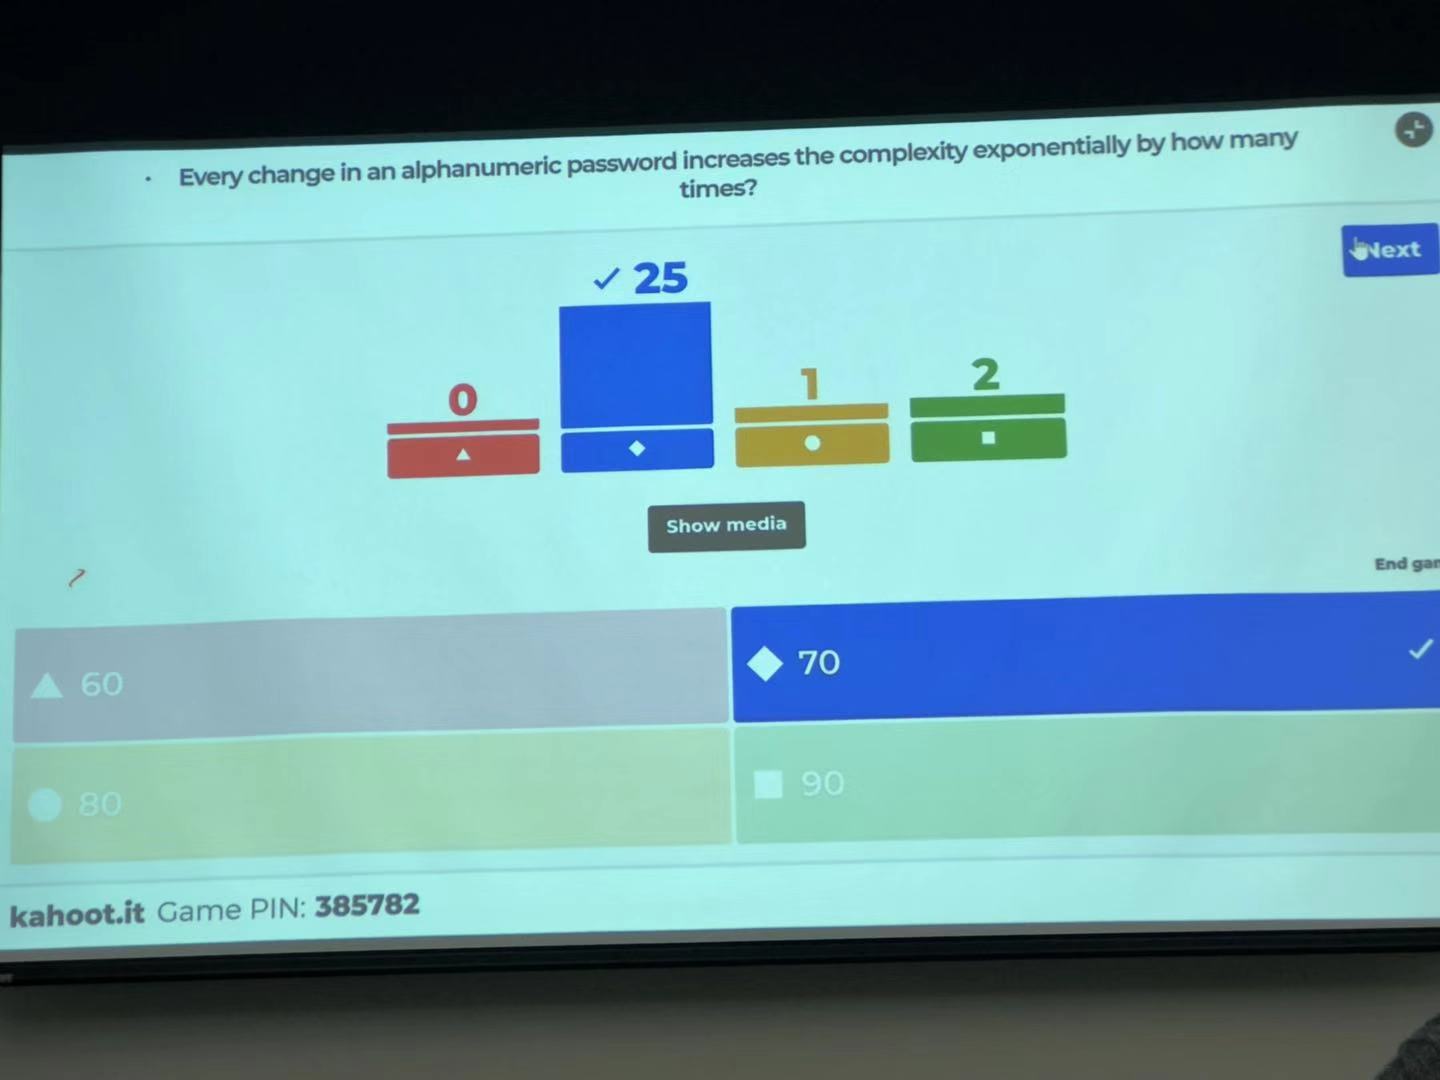 · Every change in an alphanumeric password increases the complexity exponentially by how many
times?
Next
✓ 25
0
1
2
Show media
End gar
60
70
80
90
kahoot.it Game PIN: 385782